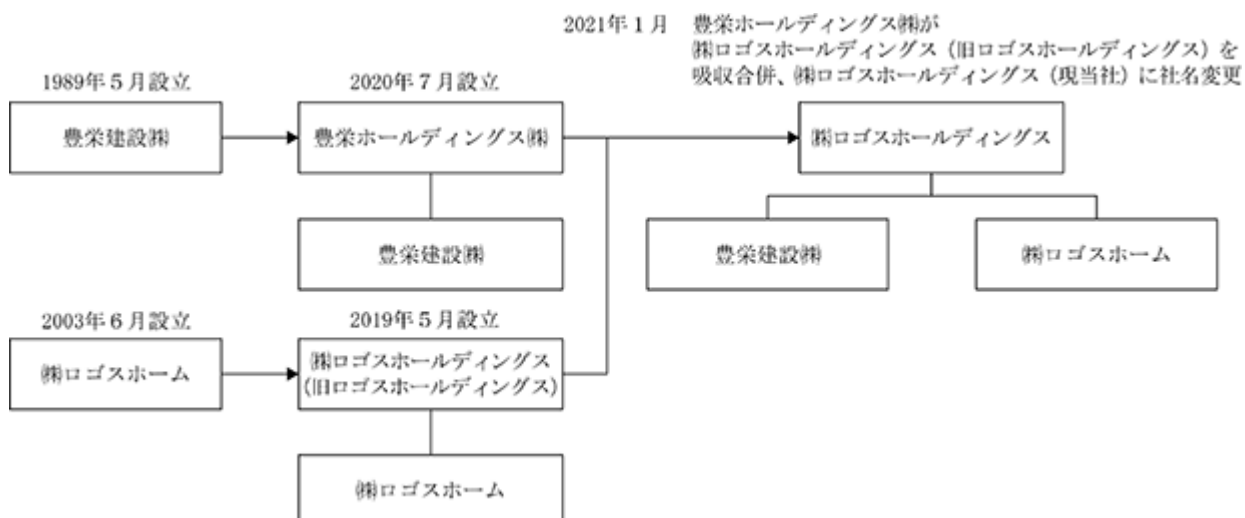 2021年1月 豊栄ホールディングス㈱が
㈱ロゴスホールディングス（旧ロゴスホールディングス）を
吸収合併、㈱ロゴスホールディングス（現当社）に社名変更
1989年5月設立
2020年7月設立
豊栄建設㈱
豊栄ホールディングス㈱
㈱ロゴスホールディングス
豊栄建設㈱
豊栄建設㈱
㈱ロゴスホーム
2003年6月設立
2019年5月設立
㈱ロゴスホーム
㈱ロゴスホールディングス
(旧ロゴスホールディングス)
㈱ロゴスホーム